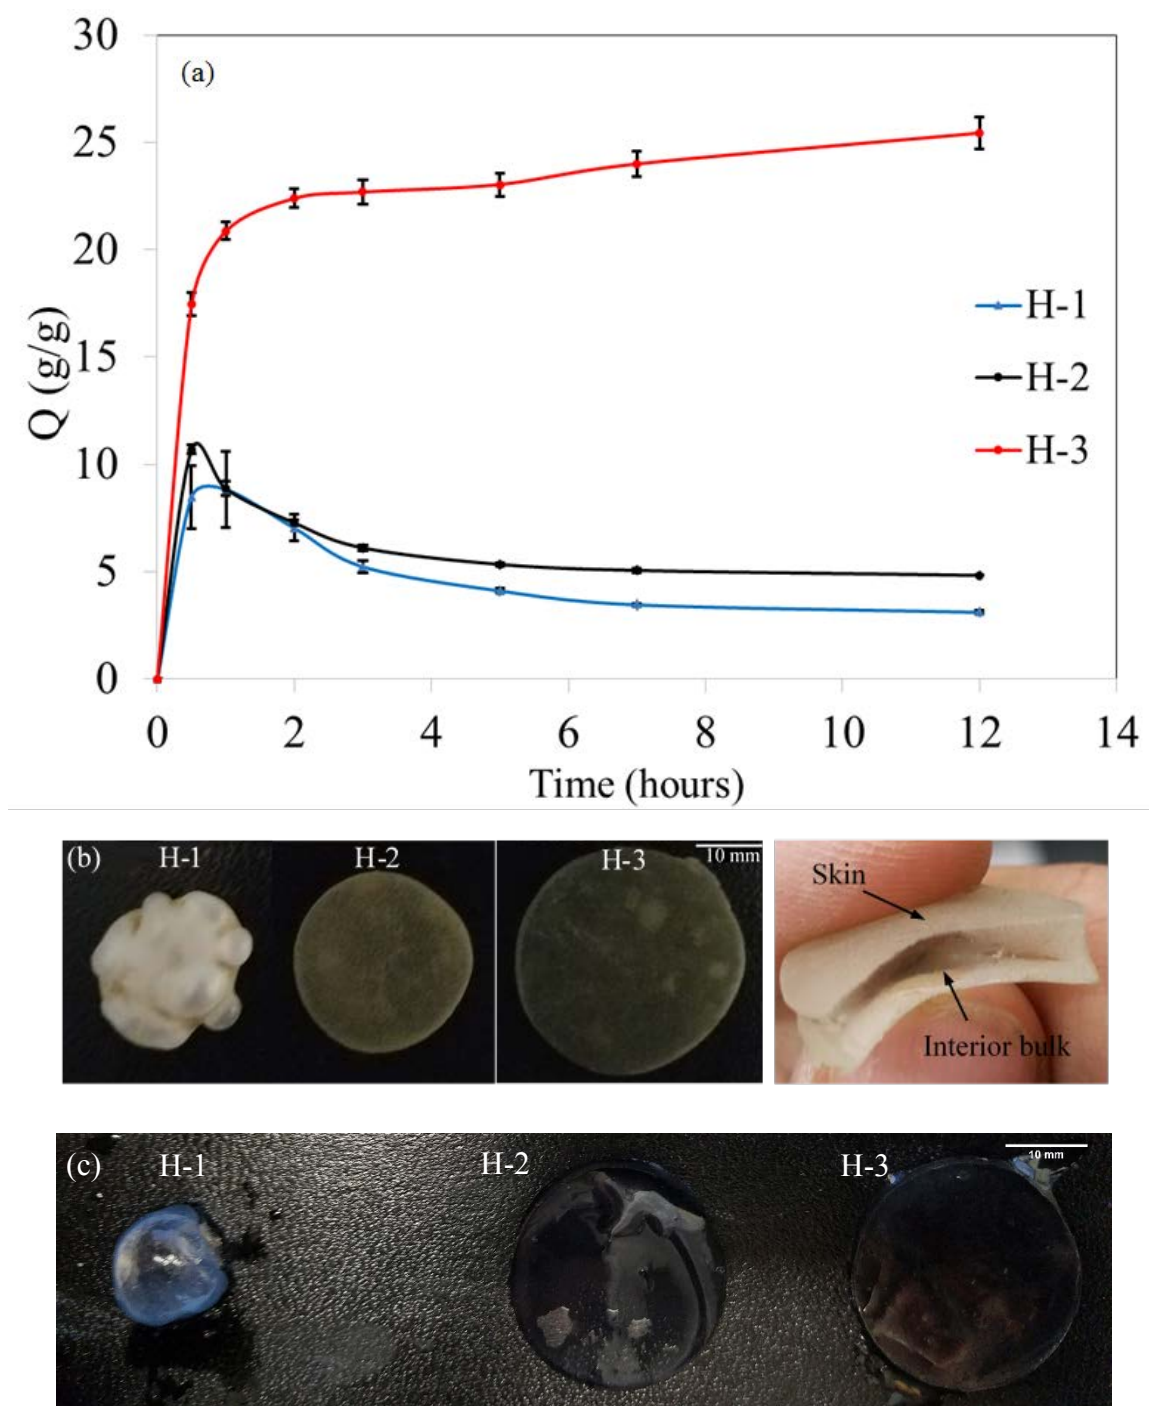 30
(a)
25
20
15
10
5
0
Q (g/g)
H-1
H-2
H-3
0 2 4 6 8 10 12 14
Time (hours)
(b) H-1 H-2 H-3 10 mm
Skin
Interior bulk
(c) H-1 H-2 H-3 10 mm